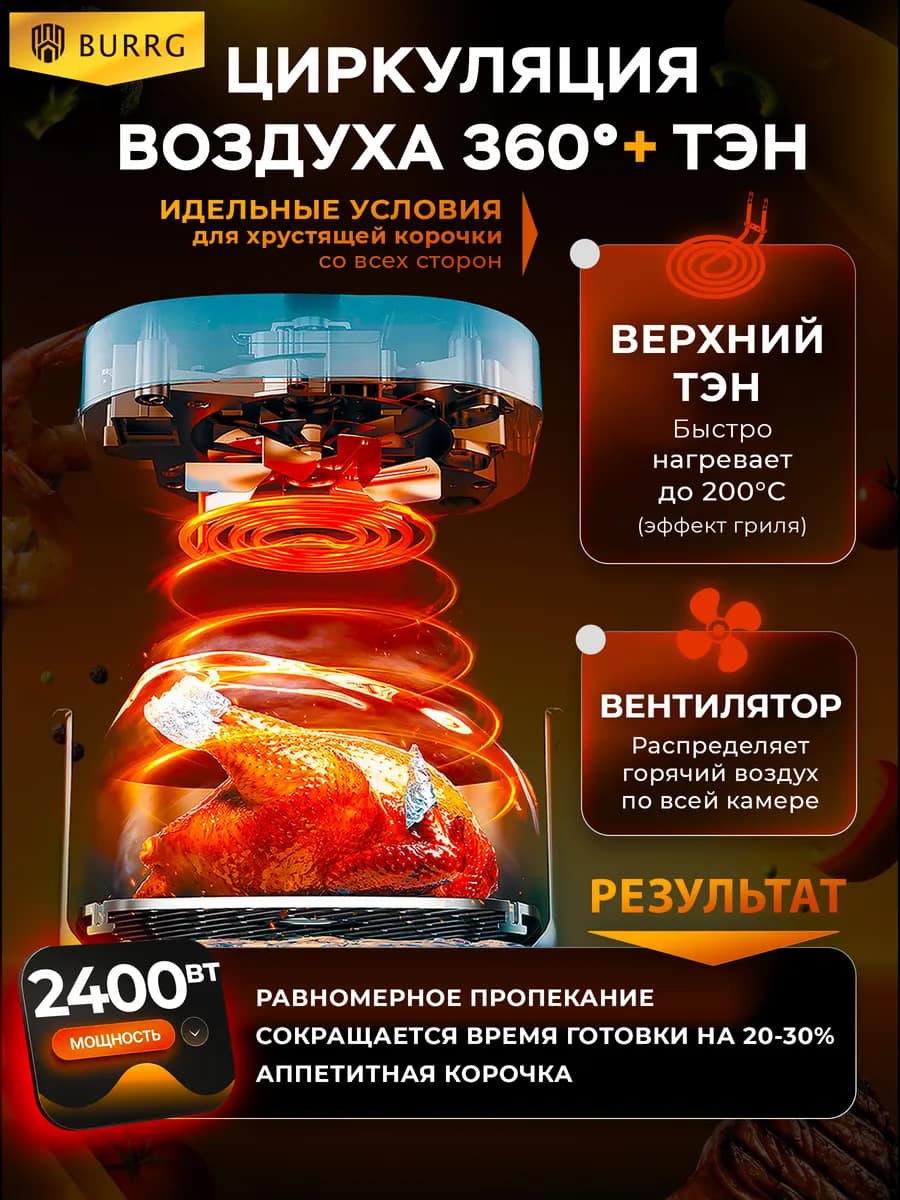 BURRG
ЦИРКУЛЯЦИЯ
ВОЗДУХА 360°+ ТЭН
ИДЕЛЬНЫЕ УСЛОВИЯ
для хрустящей корочки
со всех сторон
ВЕРХНИЙ
ТЭН
Быстро
нагревает
до 200°C
(эффект гриля)
ВЕНТИЛЯТОР
Распределяет
горячий воздух
по всей камере
РЕЗУЛЬТАТ
2400ВТ
МОЩНОСТЬ
РАВНОМЕРНОЕ ПРОПЕКАНИЕ
СОКРАЩАЕТСЯ ВРЕМЯ ГОТОВКИ НА 20-30%
АППЕТИТНАЯ КОРОЧКА